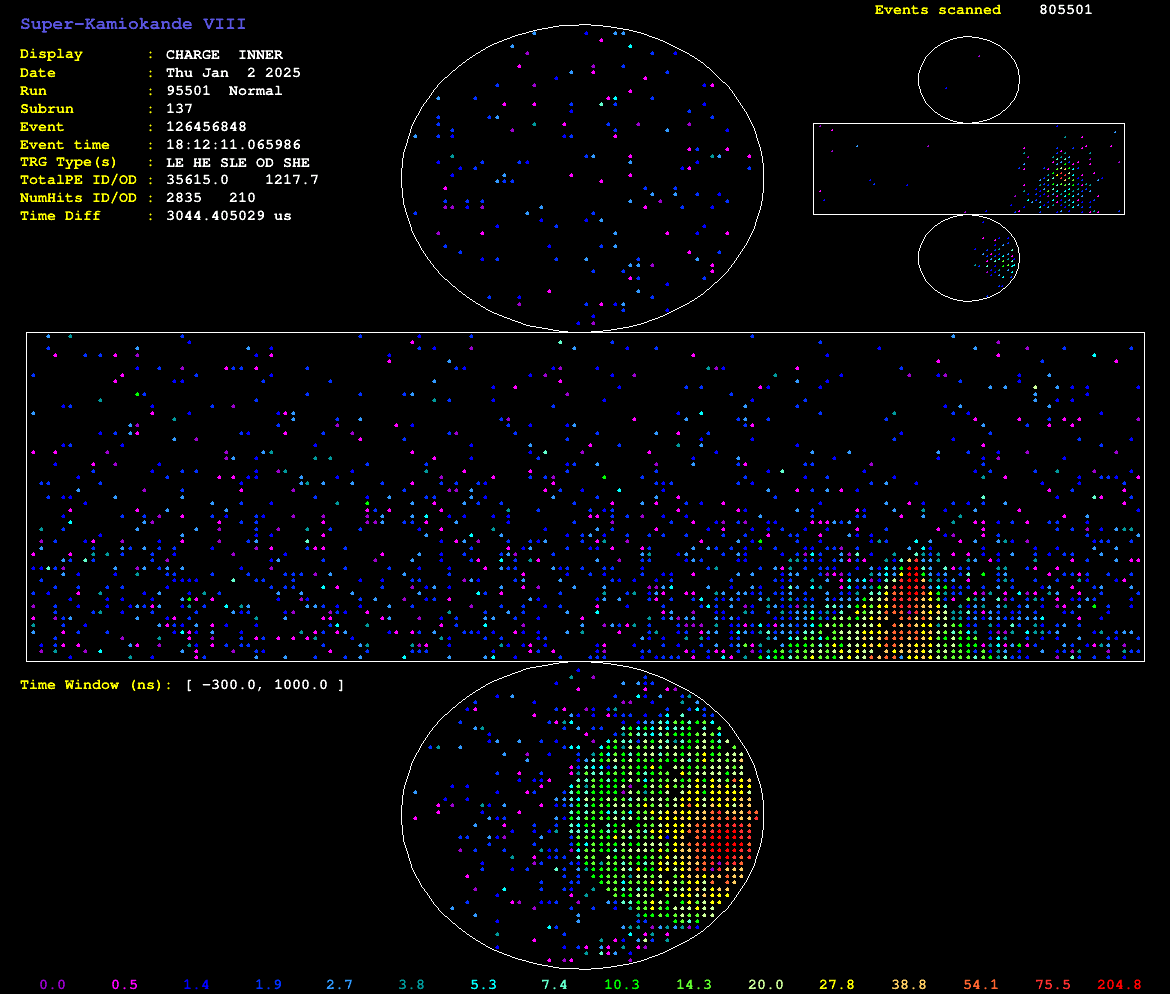 Super-Kamiokande VIII
Events scanned 805501
Display : CHARGE INNER
Date : Thu Jan 2 2025
Run : 95501 Normal
Subrun : 137
Event : 126456848
Event time : 18:12:11.065986
TRG Type(s) : LE HE SLE OD SHE
TotalPE ID/OD : 35615.0 1217.7
NumHits ID/OD : 2835 210
Time Diff : 3044.405029 us
Time Window (ns): [ -300.0, 1000.0 ]
0.0 0.5 1.4 1.9 2.7 3.8 5.3 7.4 10.3 14.3 20.0 27.8 38.8 54.1 75.5 204.8